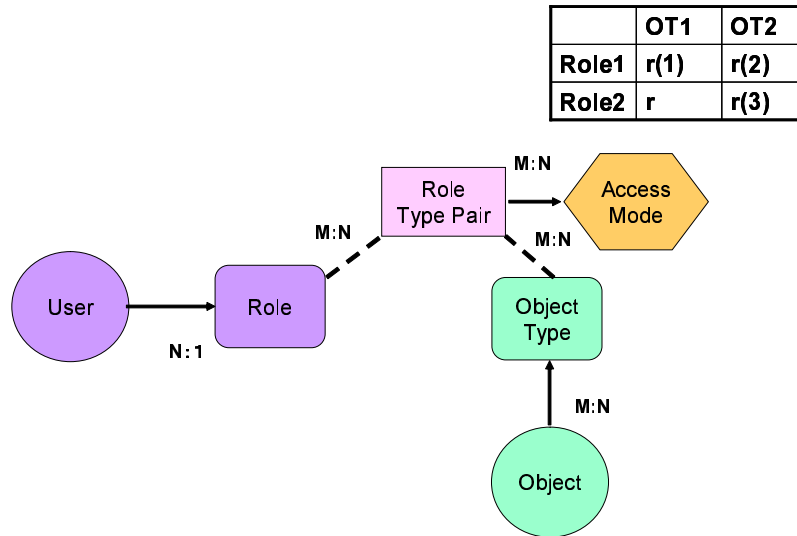 OT1 OT2
Role1 r(1) r(2)
Role2 r r(3)
M:N
Role
Type Pair
Access
Mode
M:N
M:N
User
Role
Object
Type
N:1
M:N
Object